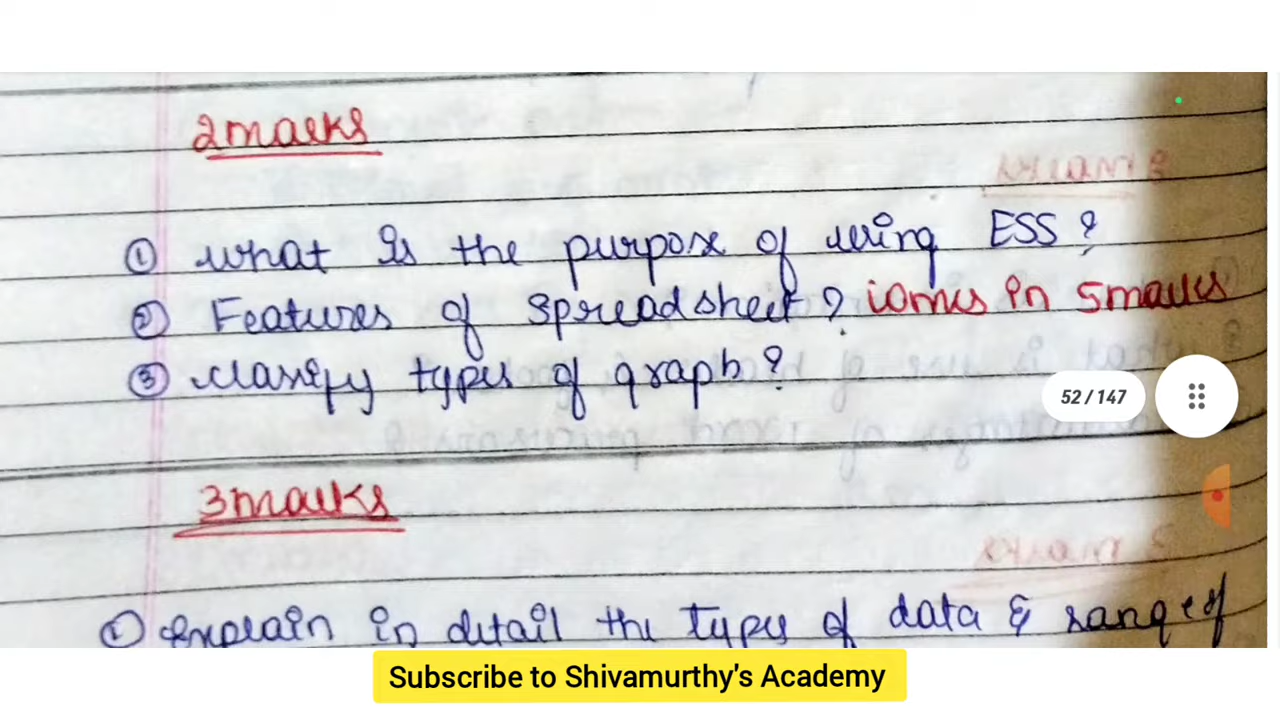 2marks
① What is the purpose of using ESS?
② Features of spreadsheet? comes in 5marks
③ classify types of graph?
52 / 147
3marks
① explain in detail the types of data & range of
Subscribe to Shivamurthy's Academy